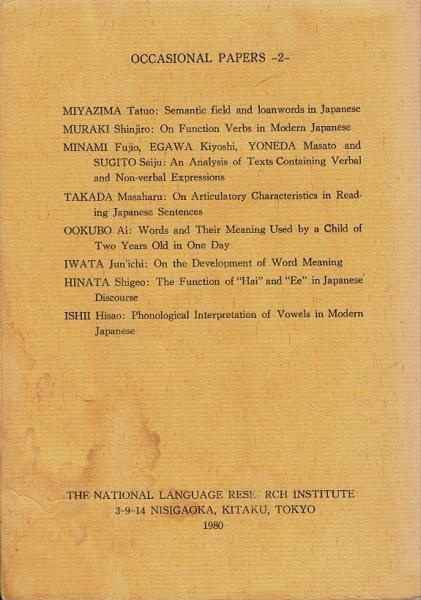 OCCASIONAL PAPERS -2-
MIYAZIMA Tatuo: Semantic field and loanwords in Japanese
MURAKI Shinjiro: On Function Verbs in Modern Japanese
MINAMI Fujio, EGAWA Kiyoshi, YONEDA Masato and
SUGITO Seiju: An Analysis of Texts Containing Verbal
and Non-verbal Expressions
TAKADA Masaharu: On Articulatory Characteristics in Read-
ing Japanese Sentences
OOKUBO Ai: Words and Their Meaning Used by a Child of
Two Years Old in One Day
IWATA Jun'ichi: On the Development of Word Meaning
HINATA Shigeo: The Function of "Hai" and "Ee" in Japanese
Discourse
ISHII Hisao: Phonological Interpretation of Vowels in Modern
Japanese
THE NATIONAL LANGUAGE RESE RCH INSTITUTE
3-9-14 NISIGAOKA, KITAKU, TOKYO
1980